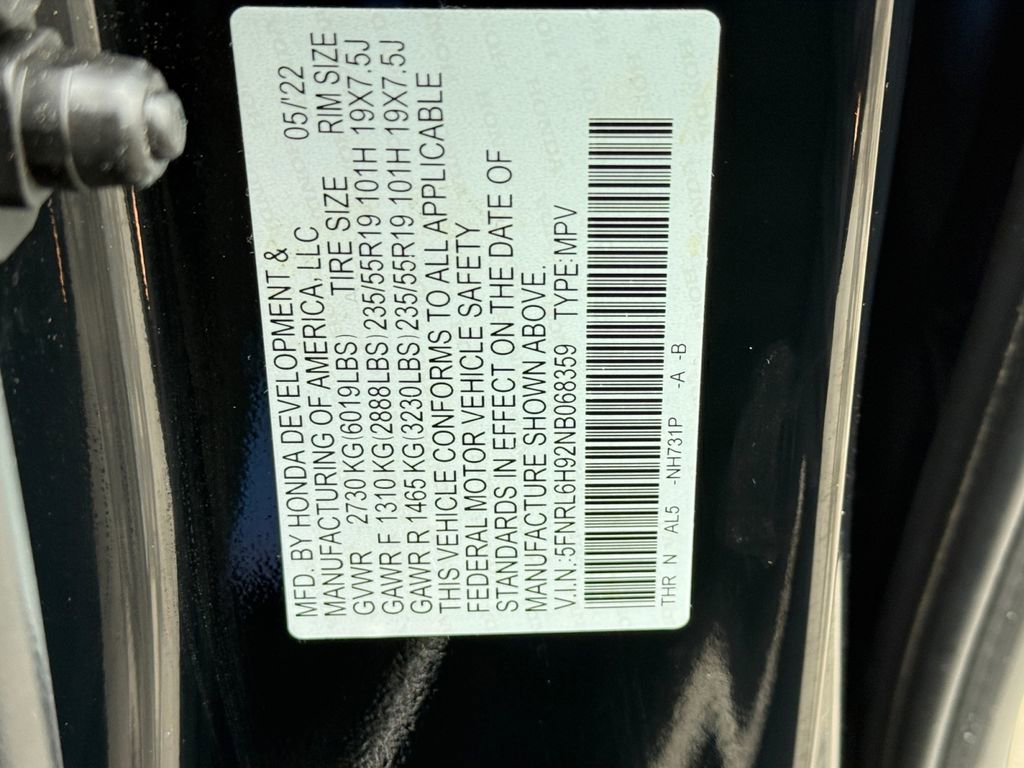 MFD. BY HONDA DEVELOPMENT &
MANUFACTURING OF AMERICA, LLC 05/'22
GVWR 2730 KG(6019LBS) TIRE SIZE RIM SIZE
GAWR F 1310 KG(2888LBS) 235/55R19 101H 19X7.5J
GAWR R 1465 KG(3230LBS) 235/55R19 101H 19X7.5J
THIS VEHICLE CONFORMS TO ALL APPLICABLE
FEDERAL MOTOR VEHICLE SAFETY
STANDARDS IN EFFECT ON THE DATE OF
MANUFACTURE SHOWN ABOVE.
V.I.N.:5FNRL6H92NB068359 TYPE:MPV
THR N AL5 -NH731P -A -B